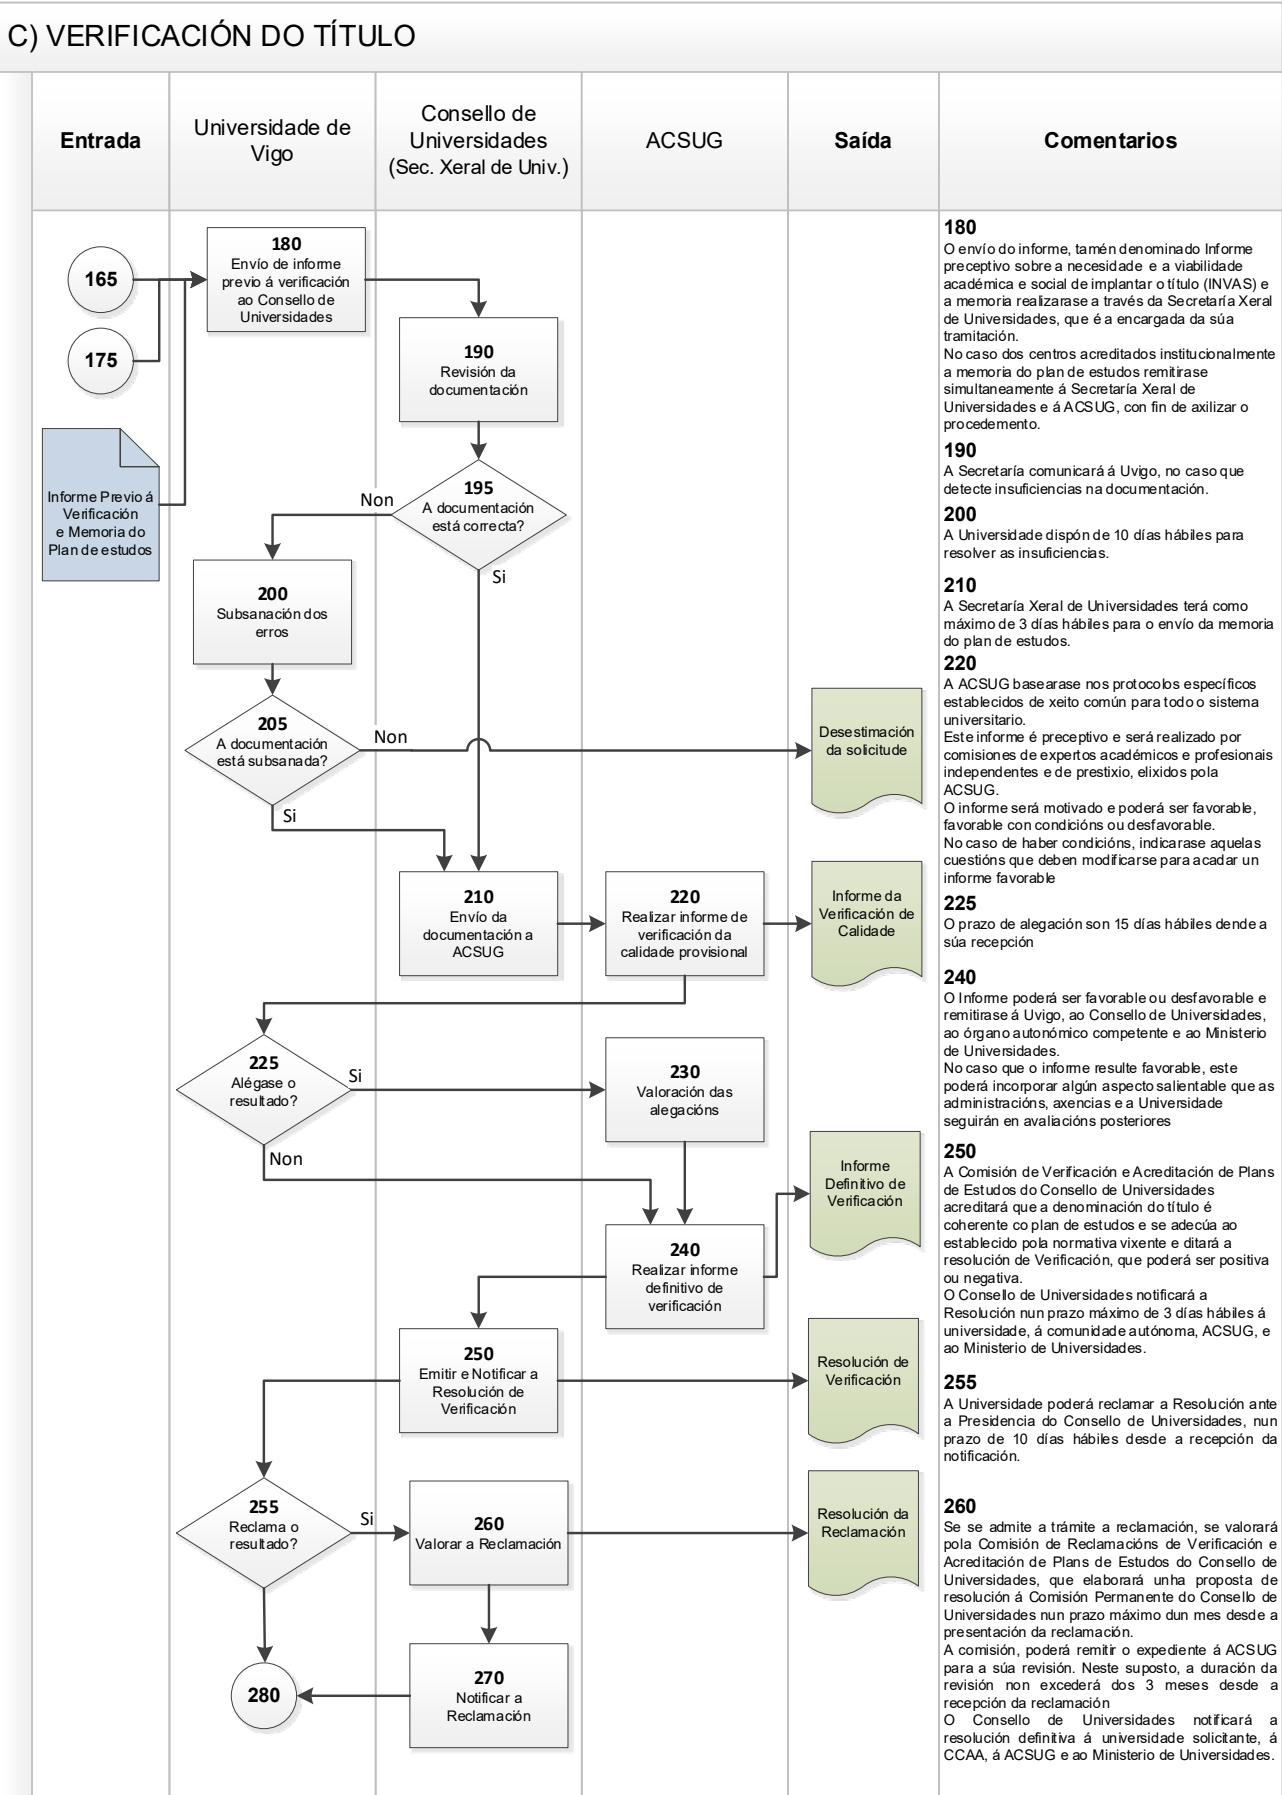 C) VERIFICACIÓN DO TÍTULO
Entrada
Universidade de
Vigo
Consello de
Universidades
(Sec. Xeral de Univ.)
ACSUG
Saída
Comentarios
165
175
Informe Previo á
Verificación
e Memoria do
Plan de estudos
180
Envío de informe
previo á verificación
ao Consello de
Universidades
190
Revisión da
documentación
195
A documentación
está correcta?
Non
Si
200
Subsanación dos
erros
205
A documentación
está subsanada?
Non
Si
Desestimación
da solicitude
210
Envío da
documentación a
ACSUG
220
Realizar informe de
verificación da
calidade provisional
Informe da
Verificación de
Calidade
225
Alégase o
resultado?
Si
Non
230
Valoración das
alegacións
240
Realizar informe
definitivo de
verificación
Informe
Definitivo de
Verificación
250
Emitir e Notificar a
Resolución de
Verificación
Resolución de
Verificación
255
Reclama o
resultado?
Si
260
Valorar a Reclamación
Resolución da
Reclamación
270
Notificar a
Reclamación
280
180
O envío do informe, tamén denominado Informe
preceptivo sobre a necesidade e a viabilidade
académica e social de implantar o título (INVAS) e
a memoria realizarase a través da Secretaría Xeral
de Universidades, que é a encargada da súa
tramitación.
No caso dos centros acreditados institucionalmente
a memoria do plan de estudos remitirase
simultaneamente á Secretaría Xeral de
Universidades e á ACSUG, con fin de axilizar o
procedemento.
190
A Secretaría comunicará á Uvigo, no caso que
detecte insuficiencias na documentación.
200
A Universidade dispón de 10 días hábiles para
resolver as insuficiencias.
210
A Secretaría Xeral de Universidades terá como
máximo de 3 días hábiles para o envío da memoria
do plan de estudos.
220
A ACSUG basearase nos protocolos específicos
establecidos de xeito común para todo o sistema
universitario.
Este informe é preceptivo e será realizado por
comisiones de expertos académicos e profesionais
independentes e de prestixio, elixidos pola
ACSUG.
O informe será motivado e poderá ser favorable,
favorable con condicións ou desfavorable.
No caso de haber condicións, indicarase aquelas
cuestións que deben modificarse para acadar un
informe favorable
225
O prazo de alegación son 15 días hábiles dende a
súa recepción
240
O Informe poderá ser favorable ou desfavorable e
remitirase á Uvigo, ao Consello de Universidades,
ao órgano autonómico competente e ao Ministerio
de Universidades.
No caso que o informe resulte favorable, este
poderá incorporar algún aspecto salientable que as
administracións, axencias e a Universidade
seguirán en avaliacións posteriores
250
A Comisión de Verificación e Acreditación de Plans
de Estudos do Consello de Universidades
acreditará que a denominación do título é
coherente co plan de estudos e se adecúa ao
establecido pola normativa vixente e ditará a
resolución de Verificación, que poderá ser positiva
ou negativa.
O Consello de Universidades notificará a
Resolución nun prazo máximo de 3 días hábiles á
universidade, á comunidade autónoma, ACSUG, e
ao Ministerio de Universidades.
255
A Universidade poderá reclamar a Resolución ante
a Presidencia do Consello de Universidades, nun
prazo de 10 días hábiles desde a recepción da
notificación.
260
Se se admite a trámite a reclamación, se valorará
pola Comisión de Reclamacións de Verificación e
Acreditación de Plans de Estudos do Consello de
Universidades, que elaborará unha proposta de
resolución á Comisión Permanente do Consello de
Universidades nun prazo máximo dun mes desde a
presentación da reclamación.
A comisión, poderá remitir o expediente á ACSUG
para a súa revisión. Neste suposto, a duración da
revisión non excederá dos 3 meses desde a
recepción da reclamación
O Consello de Universidades notificará a
resolución definitiva á universidade solicitante, á
CCAA, á ACSUG e ao Ministerio de Universidades.